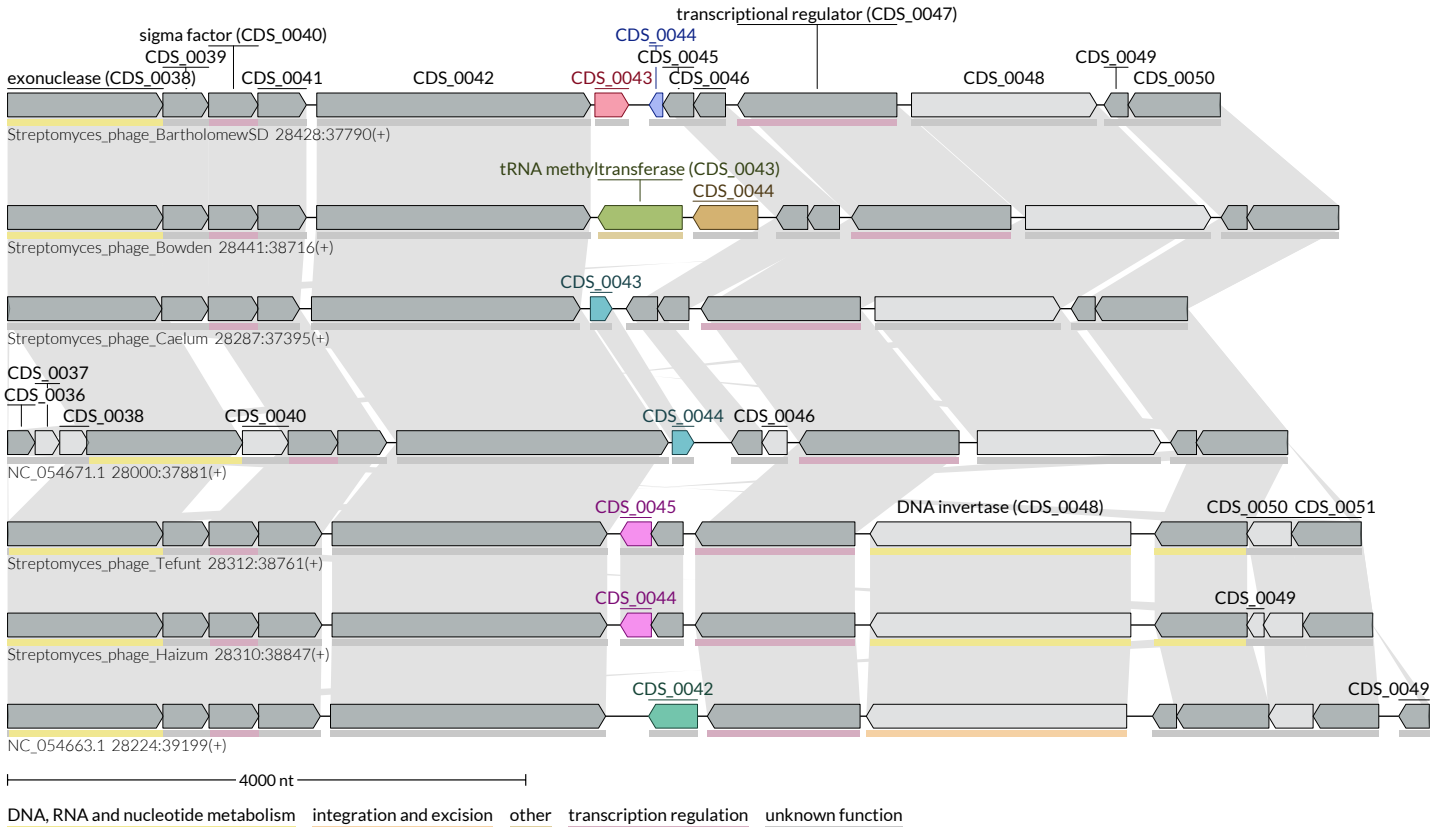 transcriptional regulator (CDS_0047)
sigma factor (CDS_0040) CDS_0044
CDS_0039 CDS_0045 CDS_0049
exonuclease (CDS_0038) CDS_0041 CDS_0042 CDS_0043 CDS_0046 CDS_0048 CDS_0050
Streptomyces_phage_BartholomewSD 28428:37790(+)
tRNA methyltransferase (CDS_0043)
CDS_0044
Streptomyces_phage_Bowden 28441:38716(+)
CDS_0043
Streptomyces_phage_Caelum 28287:37395(+)
CDS_0037
CDS_0036
CDS_0038 CDS_0040 CDS_0044 CDS_0046
NC_054671.1 28000:37881(+)
CDS_0045 DNA invertase (CDS_0048) CDS_0050 CDS_0051
Streptomyces_phage_Tefunt 28312:38761(+)
CDS_0044 CDS_0049
Streptomyces_phage_Haizum 28310:38847(+)
CDS_0042 CDS_0049
NC_054663.1 28224:39199(+)
4000 nt
DNA, RNA and nucleotide metabolism integration and excision other transcription regulation unknown function